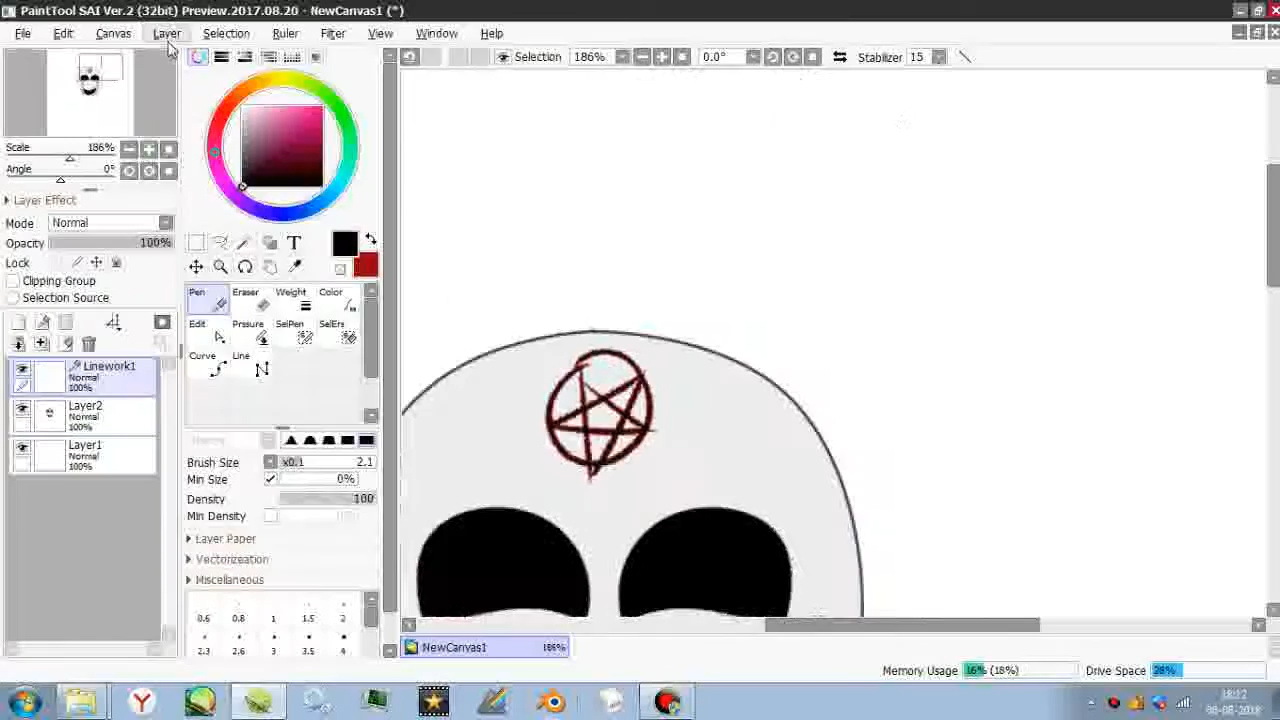 PaintTool SAI Ver.2 (32bit) Preview.2017.08.20 - NewCanvas1 (*)
File Edit Canvas Layer Selection Ruler Filter View Window Help
Selection 186% 0.0° Stabilizer 15
Scale 186%
Angle 0°
Layer Effect
Mode Normal
Opacity 100%
Lock
Clipping Group
Selection Source
Linework1
Normal
100%
Layer2
Normal
100%
Layer1
Normal
100%
T
Pen Eraser Weight Color
Edit Prssure SelPen SelErs
Curve Line
Brush Size x0.1 2.1
Min Size 0%
Density 100
Min Density
Layer Paper
Vectorizeation
Miscellaneous
0.6 0.8 1 1.5 2
2.3 2.6 3 3.5 4
NewCanvas1 186%
Memory Usage 16% (18%) Drive Space 28%
Y
08-08-2018